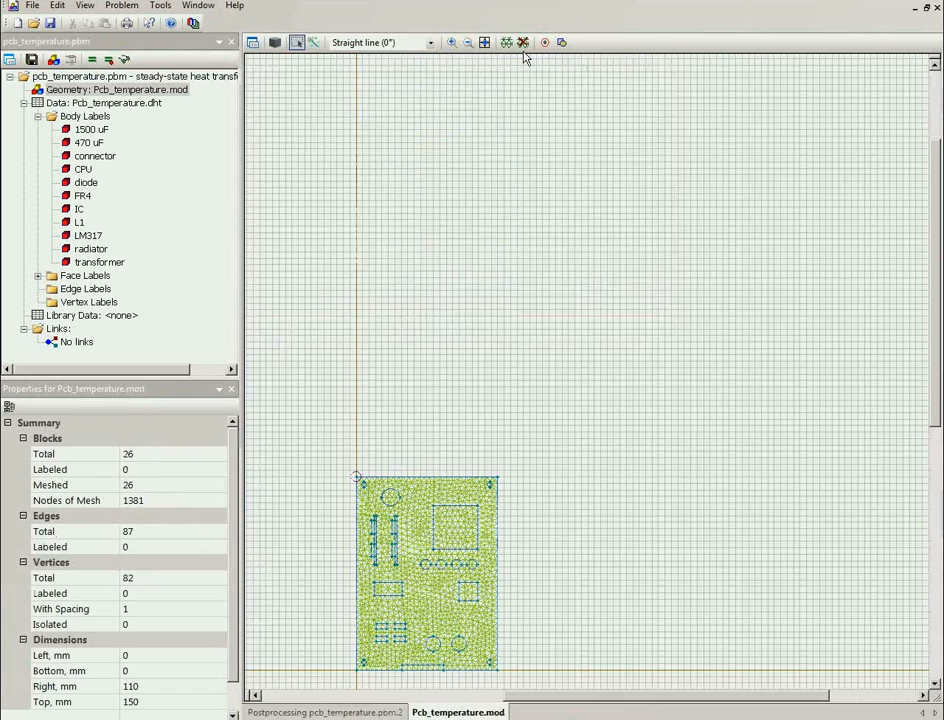 File Edit View Problem Tools Window Help
pcb_temperature.pbm
Straight line (0°)
pcb_temperature.pbm - steady-state heat transf
Geometry: Pcb_temperature.mod
Data: Pcb_temperature.dht
Body Labels
1500 uF
470 uF
connector
CPU
diode
FR4
IC
L1
LM317
radiator
transformer
Face Labels
Edge Labels
Vertex Labels
Library Data: <none>
Links:
No links
Properties for Pcb_temperature.mod
Summary
Blocks
Total 26
Labeled 0
Meshed 26
Nodes of Mesh 1381
Edges
Total 87
Labeled 0
Vertices
Total 82
Labeled 0
With Spacing 1
Isolated 0
Dimensions
Left, mm 0
Bottom, mm 0
Right, mm 110
Top, mm 150
Postprocessing pcb_temperature.pbm:2 Pcb_temperature.mod